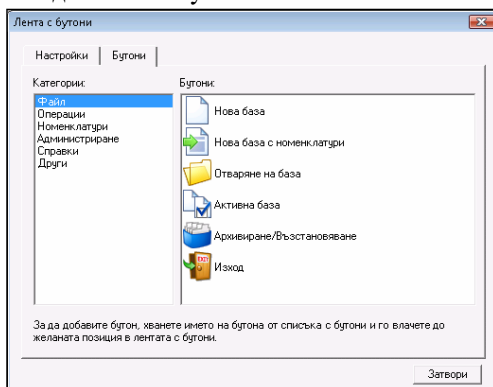 Лента с бутони
Настройки Бутони
Категории: Бутони:
Файл
Операции
Номенклатури
Администриране
Справки
Други
Нова база
Нова база с номенклатури
Отваряне на база
Активна база
Архивиране/Възстановяване
EXIT
Изход
За да добавите бутон, хванете името на бутона от списъка с бутони и го влачете до
желаната позиция в лентата с бутони.
Затвори